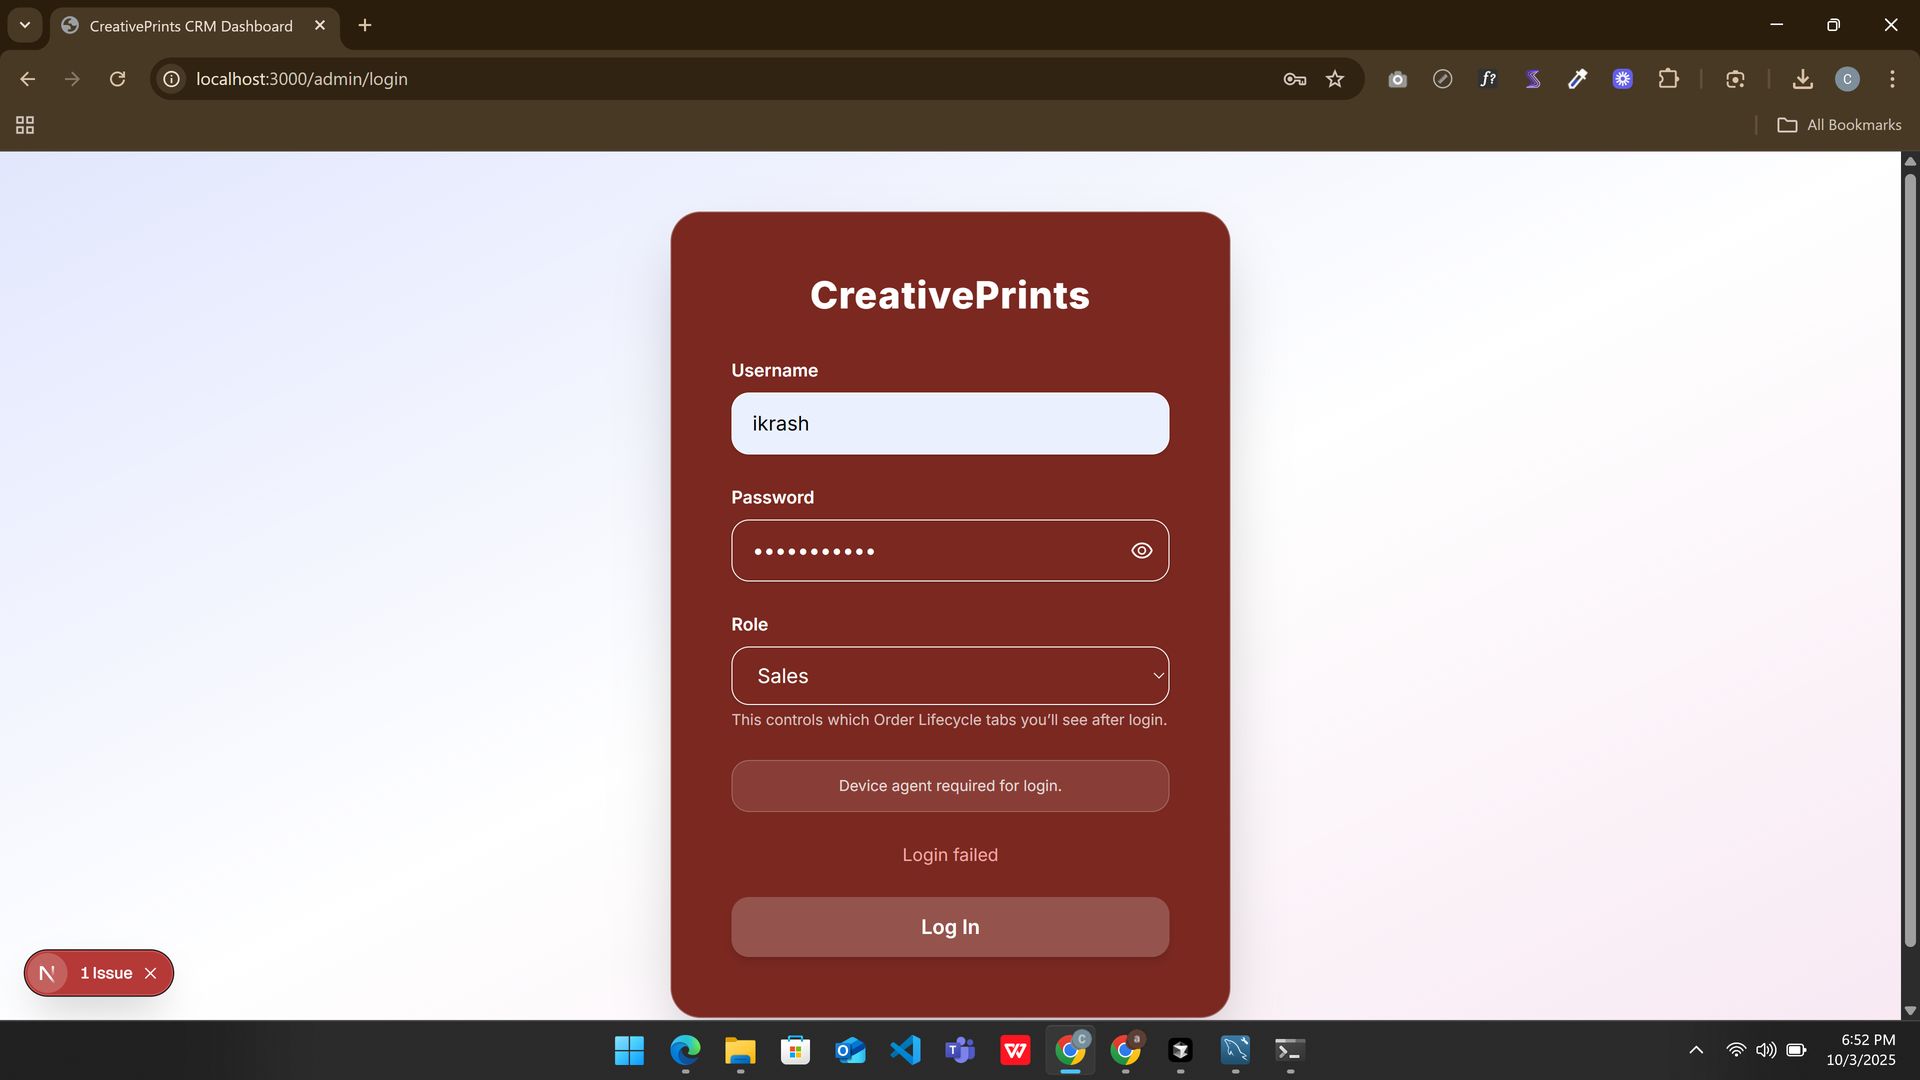 CreativePrints CRM Dashboard
localhost:3000/admin/login
f?
C
All Bookmarks
CreativePrints
Username
ikrash
Password
•••••••••••
Role
Sales
This controls which Order Lifecycle tabs you’ll see after login.
Device agent required for login.
Login failed
Log In
N
1 Issue
C
a
6:52 PM
10/3/2025